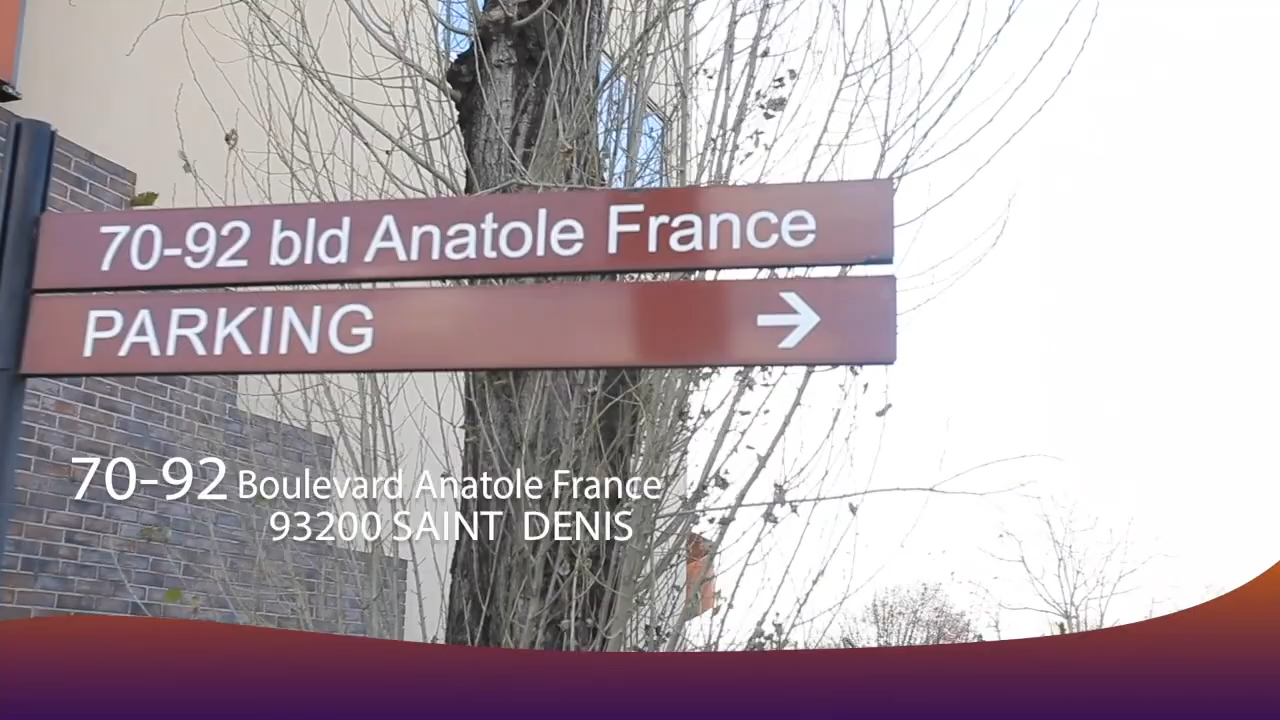 70-92 bld Anatole France
PARKING →
70-92 Boulevard Anatole France
93200 SAINT DENIS